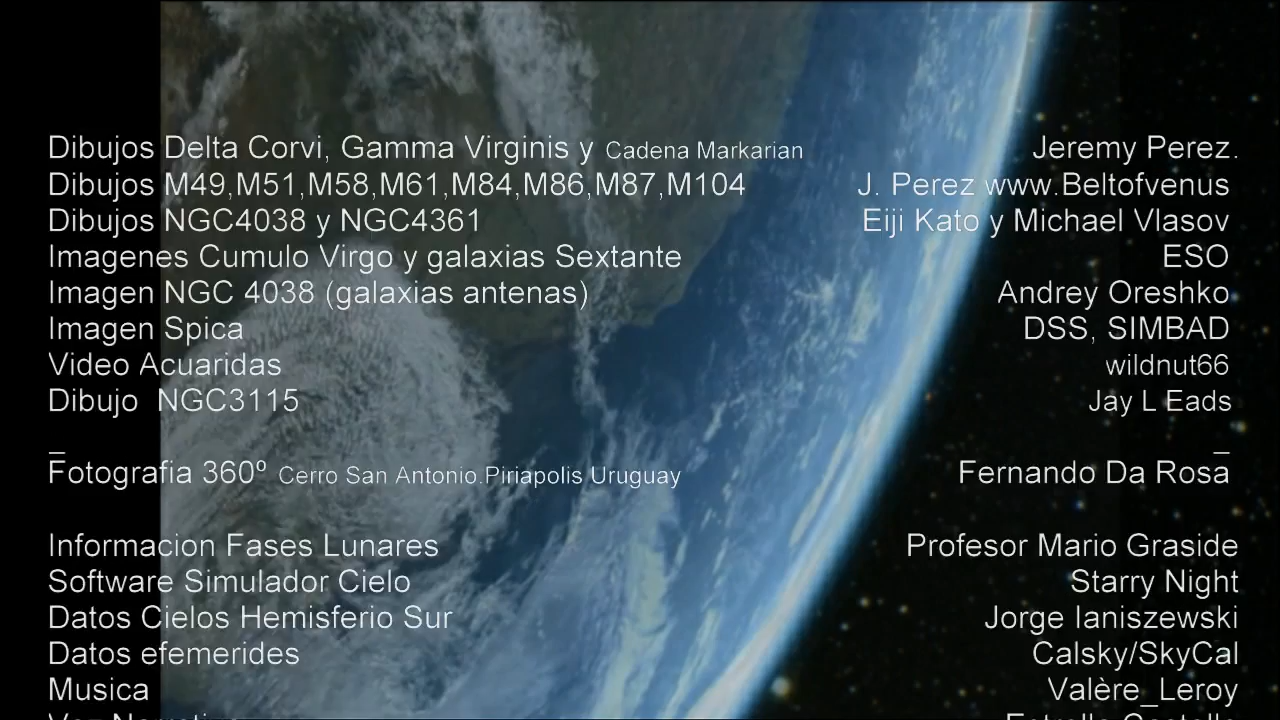 Dibujos Delta Corvi, Gamma Virginis y Cadena Markarian Jeremy Perez.
Dibujos M49,M51,M58,M61,M84,M86,M87,M104 J. Perez www.Beltofvenus
Dibujos NGC4038 y NGC4361 Eiji Kato y Michael Vlasov
Imagenes Cumulo Virgo y galaxias Sextante ESO
Imagen NGC 4038 (galaxias antenas) Andrey Oreshko
Imagen Spica DSS, SIMBAD
Video Acuaridas wildnut66
Dibujo NGC3115 Jay L Eads
_ _
Fotografia 360º Cerro San Antonio.Piriapolis Uruguay Fernando Da Rosa
Informacion Fases Lunares Profesor Mario Graside
Software Simulador Cielo Starry Night
Datos Cielos Hemisferio Sur Jorge Ianiszewski
Datos efemerides Calsky/SkyCal
Musica Valère_Leroy